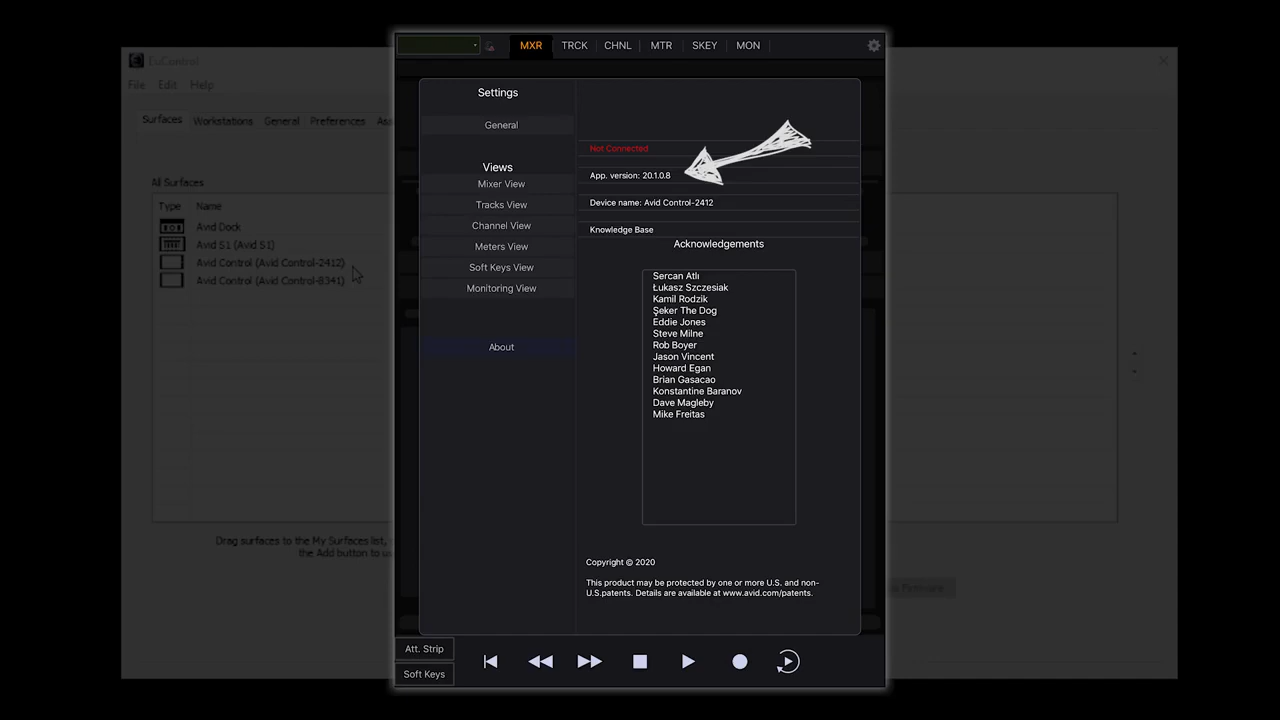 EuControl
File Edit Help
Surfaces Workstations General Preferences
All Surfaces
Type Name
Avid Dock
Avid S1 (Avid S1)
Avid Control (Avid Control-2412)
Avid Control (Avid Control-8341)
Drag surfaces to the My Surfaces list,
the Add button to
MXR TRCK CHNL MTR SKEY MON
Settings
General
Views
Mixer View
Tracks View
Channel View
Meters View
Soft Keys View
Monitoring View
About
Not Connected
App. version: 20.1.0.8
Device name: Avid Control-2412
Knowledge Base
Acknowledgements
Sercan Atlı
Łukasz Szczesiak
Kamil Rodzik
Şeker The Dog
Eddie Jones
Steve Milne
Rob Boyer
Jason Vincent
Howard Egan
Brian Gasacao
Konstantine Baranov
Dave Magleby
Mike Freitas
Copyright © 2020
This product may be protected by one or more U.S. and non-
U.S.patents. Details are available at www.avid.com/patents.
Att. Strip
Soft Keys
Firmware